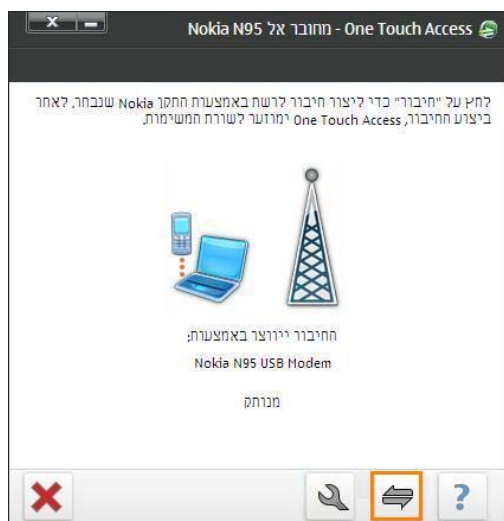 One Touch Access - מחובר אל Nokia N95
לחץ על "חיבור" כדי ליצור חיבור לרשת באמצעות התקן Nokia שנבחר. לאחר
ביצוע החיבור, One Touch Access ימוזער לשורת המשימות.
החיבור ייווצר באמצעות:
Nokia N95 USB Modem
מנותק